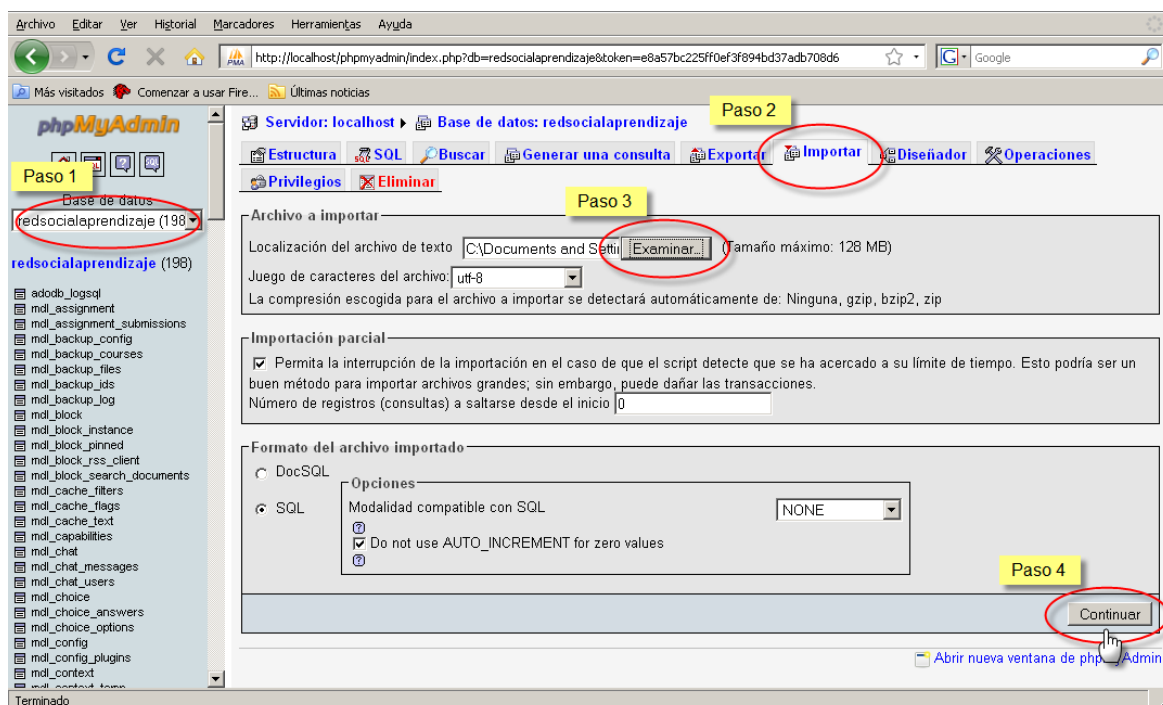 Archivo Editar Ver Historial Marcadores Herramientas Ayuda
http://localhost/phpmyadmin/index.php?db=redsocialaprendizaje&token=e8a57bc225ff0ef3f894bd37adb708d6
G Google
Más visitados Comenzar a usar Fire... Últimas noticias
phpMyAdmin
Paso 1
Base de datos
redsocialaprendizaje (198
redsocialaprendizaje (198)
adodb_logsql
mdl_assignment
mdl_assignment_submissions
mdl_backup_config
mdl_backup_courses
mdl_backup_files
mdl_backup_ids
mdl_backup_log
mdl_block
mdl_block_instance
mdl_block_pinned
mdl_block_rss_client
mdl_block_search_documents
mdl_cache_filters
mdl_cache_flags
mdl_cache_text
mdl_capabilities
mdl_chat
mdl_chat_messages
mdl_chat_users
mdl_choice
mdl_choice_answers
mdl_choice_options
mdl_config
mdl_config_plugins
mdl_context
Servidor: localhost Base de datos: redsocialaprendizaje
Paso 2
Estructura SQL Buscar Generar una consulta Exportar Importar Diseñador Operaciones
Privilegios Eliminar
Paso 3
Archivo a importar
Localización del archivo de texto C:\Documents and Settin Examinar... (Tamaño máximo: 128 MB)
Juego de caracteres del archivo: utf-8
La compresión escogida para el archivo a importar se detectará automáticamente de: Ninguna, gzip, bzip2, zip
Importación parcial
Permita la interrupción de la importación en el caso de que el script detecte que se ha acercado a su límite de tiempo. Esto podría ser un
buen método para importar archivos grandes; sin embargo, puede dañar las transacciones.
Número de registros (consultas) a saltarse desde el inicio 0
Formato del archivo importado
DocSQL
SQL
Opciones
Modalidad compatible con SQL NONE
Do not use AUTO_INCREMENT for zero values
Paso 4
Continuar
Abrir nueva ventana de phpMyAdmin
Terminado